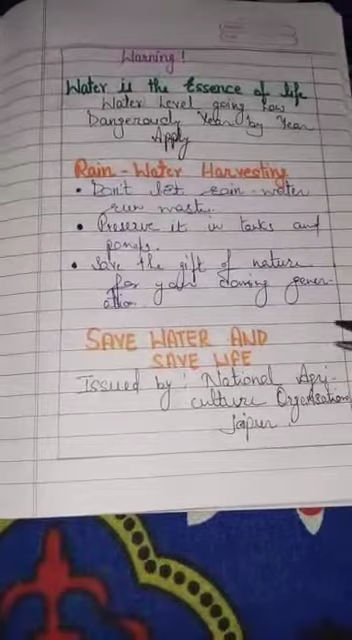 Warning!
Water is the Essence of life
Water Level going low
Dangerously Year by Year
Apply
Rain-Water Harvesting
• Don't let rain-water
run waste.
• Preserve it in tanks and
ponds.
• Save the gift of nature
for your coming gener-
ation
SAVE WATER AND
SAVE LIFE
Issued by: National Agri-
culture Organisation
Jaipur.